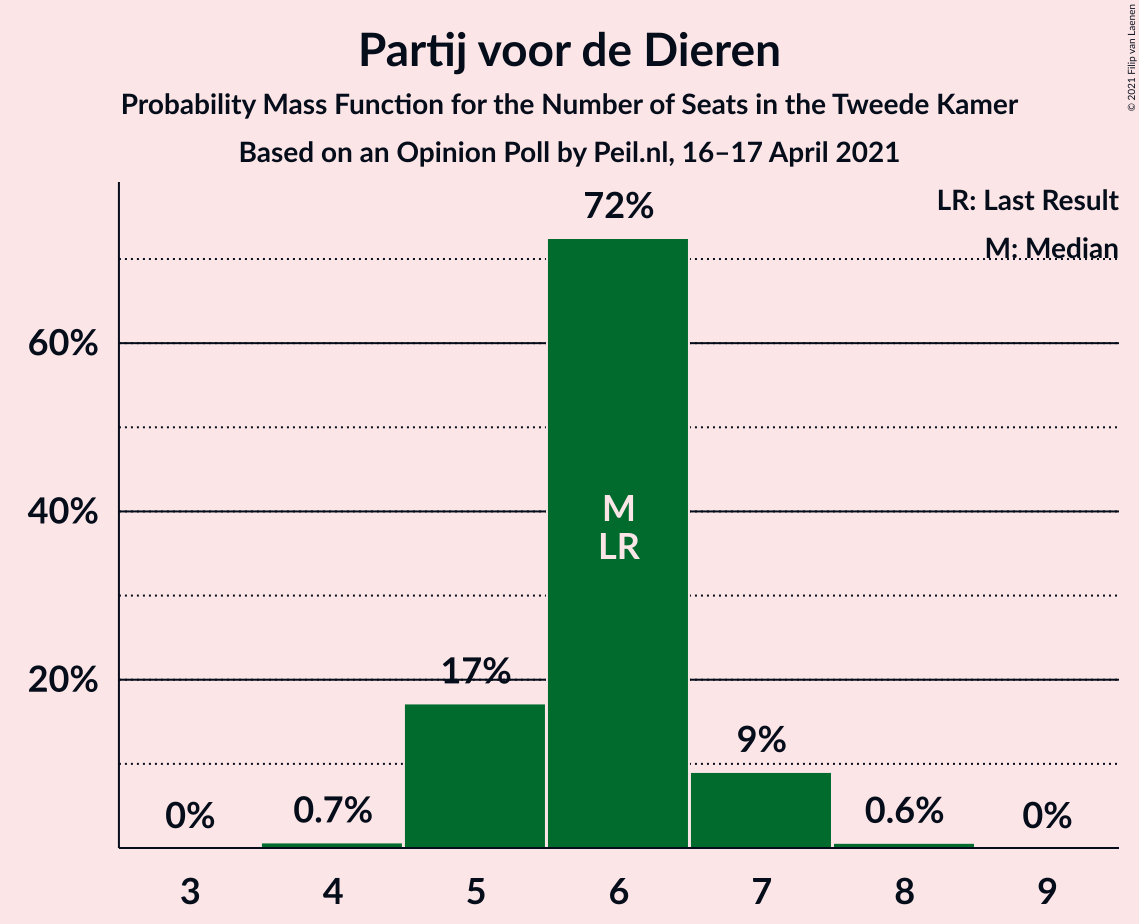 Partij voor de Dieren
Probability Mass Function for the Number of Seats in the Tweede Kamer
Based on an Opinion Poll by Peil.nl, 16–17 April 2021
© 2021 Filip van Laenen
LR: Last Result
M: Median
72%
60%
40%
20%
M
LR
17%
9%
0%
0.7%
0.6%
0%
3 4 5 6 7 8 9